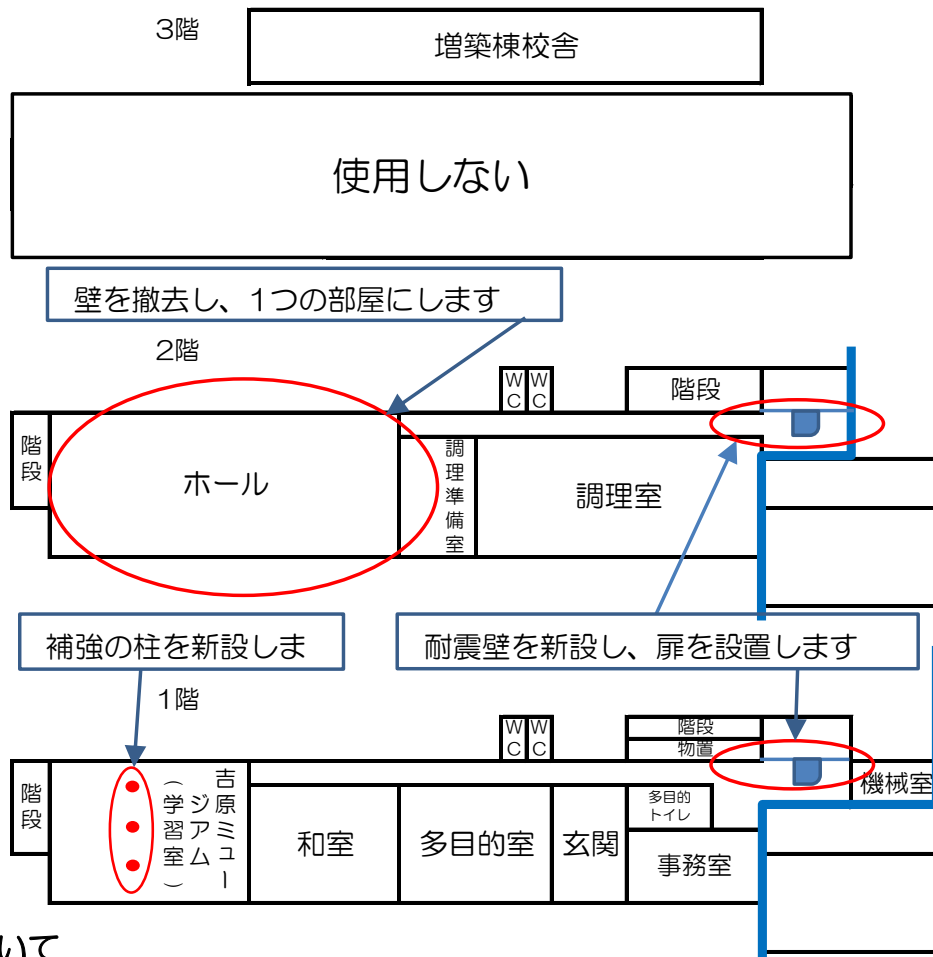 3階
増築棟校舎
使用しない
壁を撤去し、1つの部屋にします
2階
WC
WC
階段
階段
ホール
調理準備室
調理室
補強の柱を新設しま
耐震壁を新設し、扉を設置します
1階
WC
WC
階段
物置
階段
吉原ミュー
ジアム
（学習室）
和室
多目的室
玄関
多目的
トイレ
事務室
機械室
いて